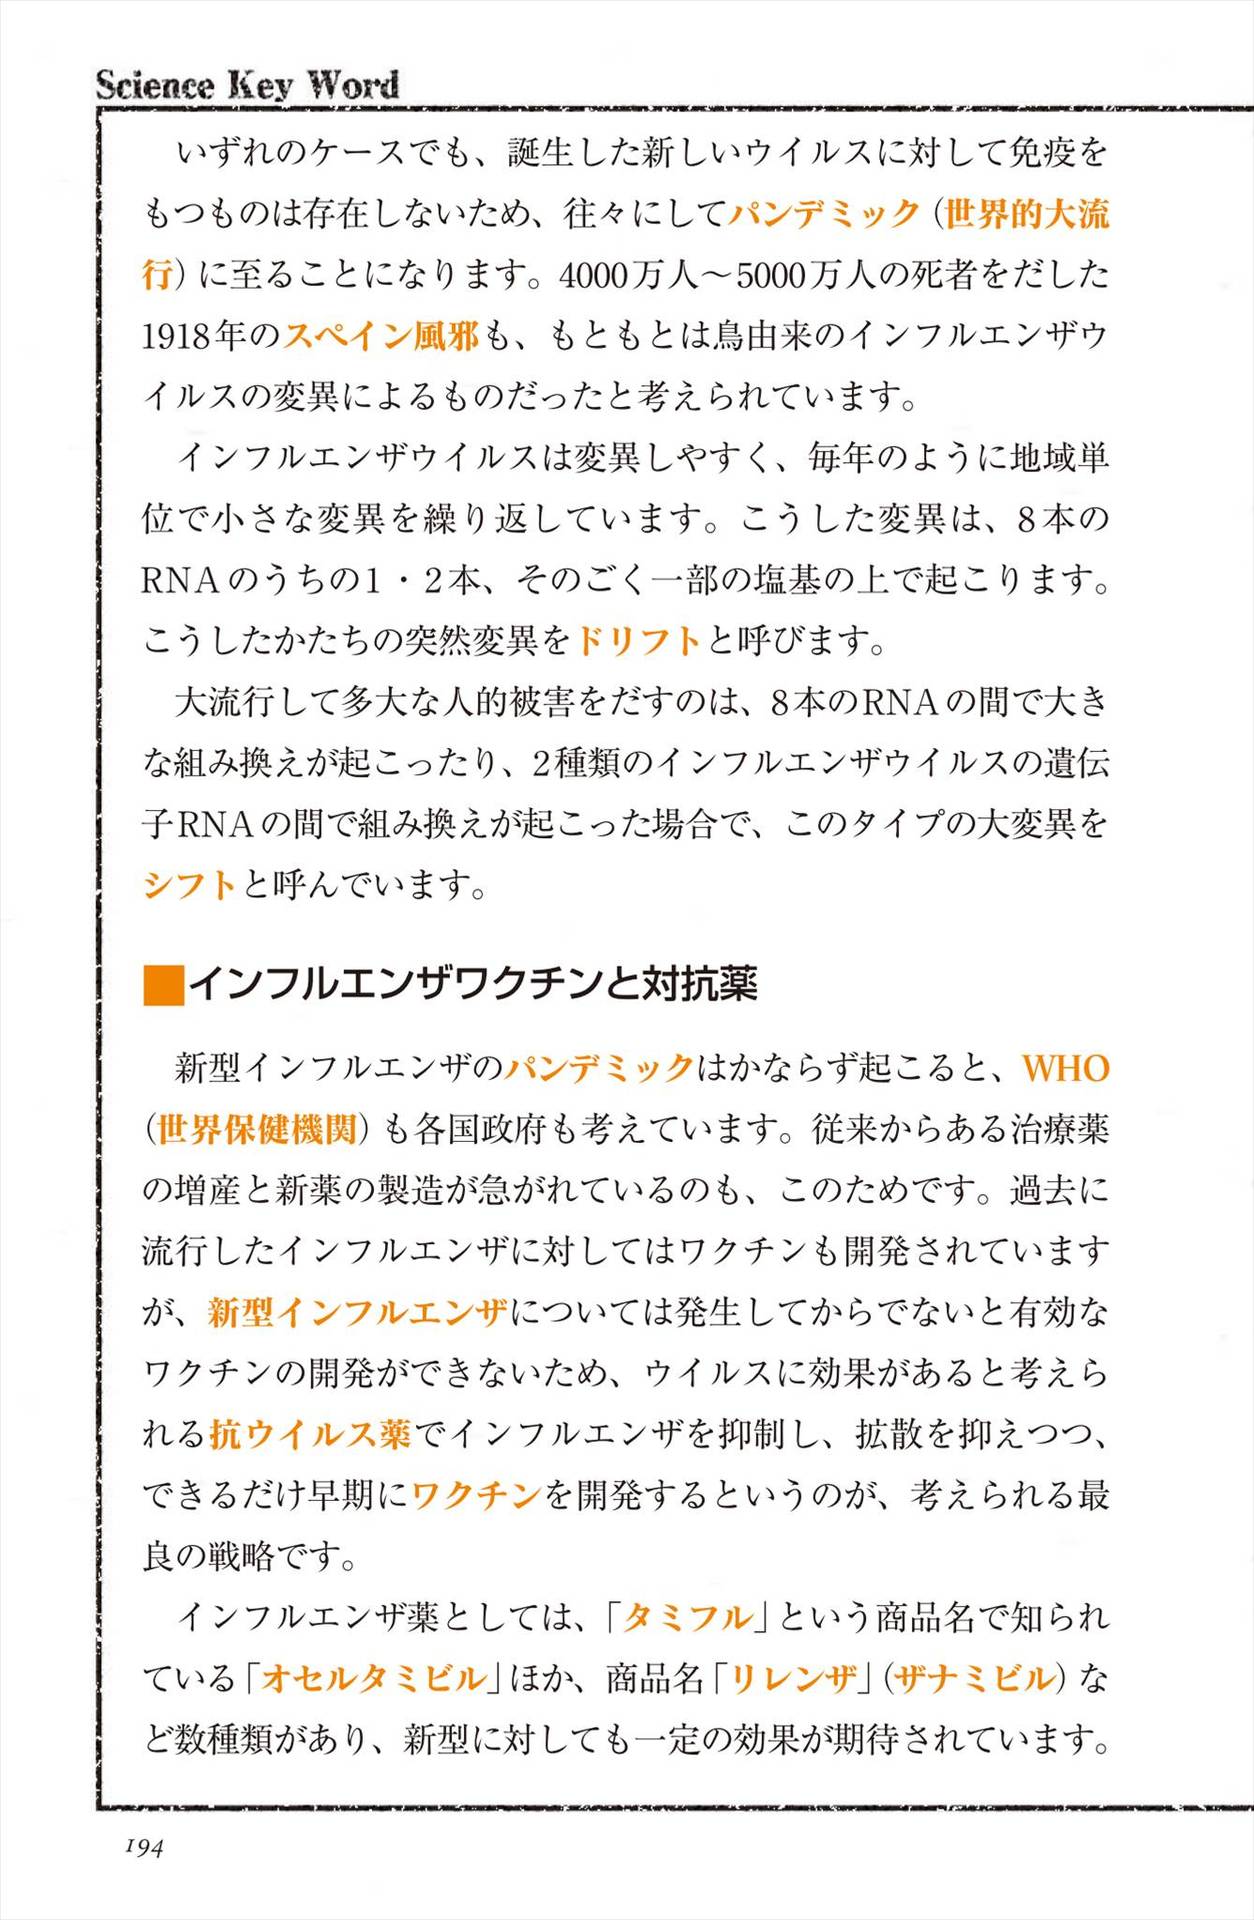 Science Key Word
いずれのケースでも、誕生した新しいウイルスに対して免疫を
もつものは存在しないため、往々にしてパンデミック（世界的大流
行）に至ることになります。4000万人～5000万人の死者をだした
1918年のスペイン風邪も、もともとは鳥由来のインフルエンザウ
イルスの変異によるものだったと考えられています。
インフルエンザウイルスは変異しやすく、毎年のように地域単
位で小さな変異を繰り返しています。こうした変異は、8本の
RNAのうちの1・2本、そのごく一部の塩基の上で起こります。
こうしたかたちの突然変異をドリフトと呼びます。
大流行して多大な人的被害をだすのは、8本のRNAの間で大き
な組み換えが起こったり、2種類のインフルエンザウイルスの遺伝
子RNAの間で組み換えが起こった場合で、このタイプの大変異を
シフトと呼んでいます。
■インフルエンザワクチンと対抗薬
新型インフルエンザのパンデミックはかならず起こると、WHO
（世界保健機関）も各国政府も考えています。従来からある治療薬
の増産と新薬の製造が急がれているのも、このためです。過去に
流行したインフルエンザに対してはワクチンも開発されています
が、新型インフルエンザについては発生してからでないと有効な
ワクチンの開発ができないため、ウイルスに効果があると考えら
れる抗ウイルス薬でインフルエンザを抑制し、拡散を抑えつつ、
できるだけ早期にワクチンを開発するというのが、考えられる最
良の戦略です。
インフルエンザ薬としては、「タミフル」という商品名で知られ
ている「オセルタミビル」ほか、商品名「リレンザ」（ザナミビル）な
ど数種類があり、新型に対しても一定の効果が期待されています。
194